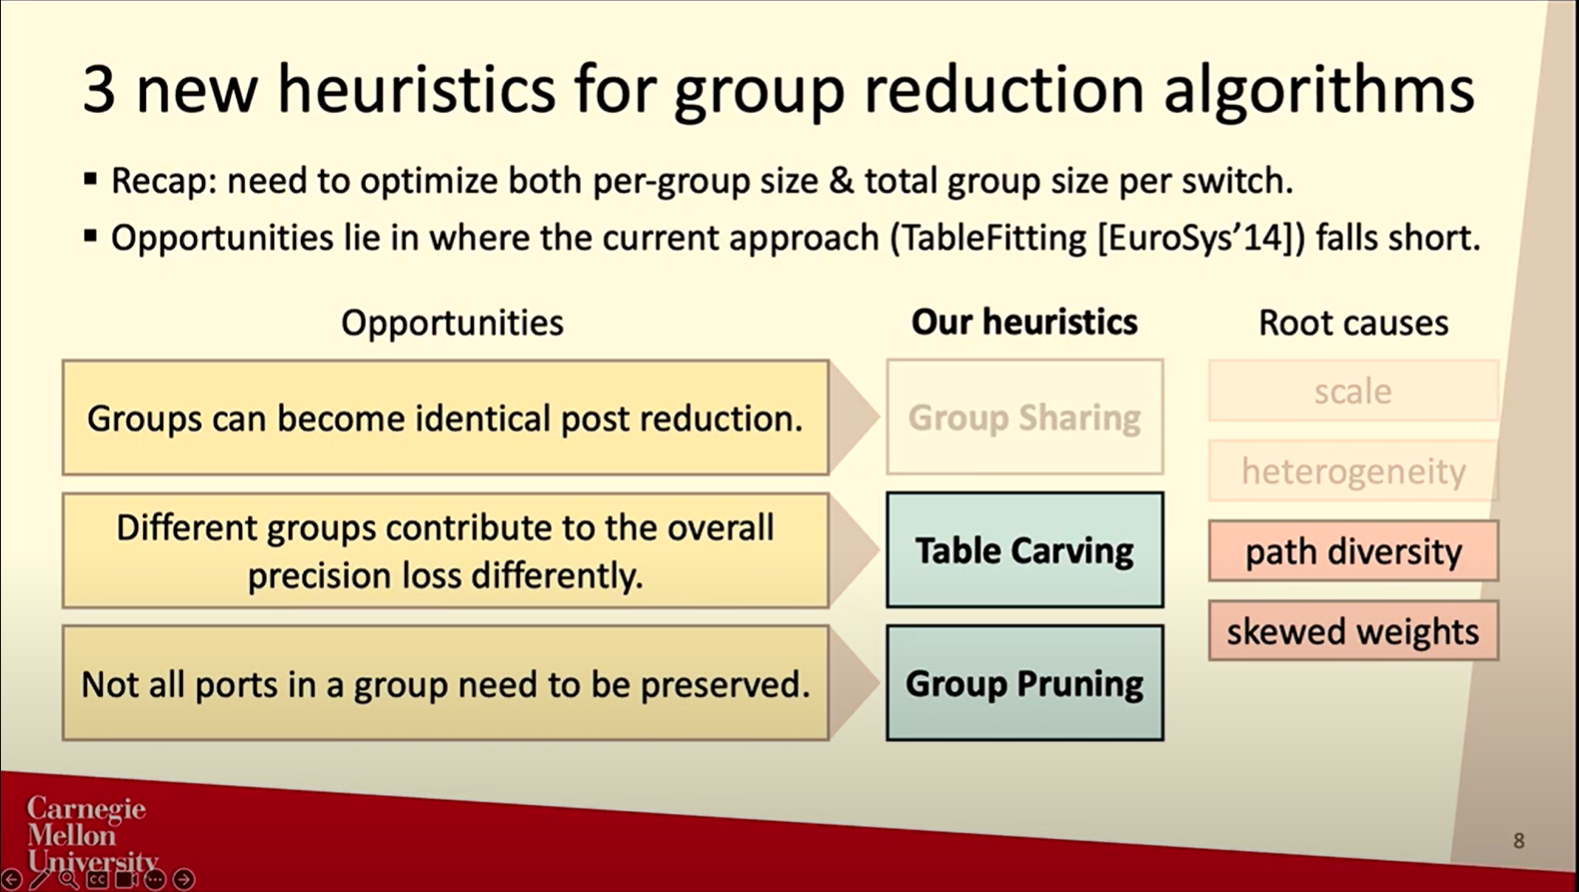 3 new heuristics for group reduction algorithms
▪ Recap: need to optimize both per-group size & total group size per switch.
▪ Opportunities lie in where the current approach (TableFitting [EuroSys'14]) falls short.
Opportunities
Our heuristics
Root causes
Groups can become identical post reduction.
Group Sharing
scale
heterogeneity
Different groups contribute to the overall
precision loss differently.
Table Carving
path diversity
skewed weights
Not all ports in a group need to be preserved.
Group Pruning
Carnegie
Mellon
University
8
CC